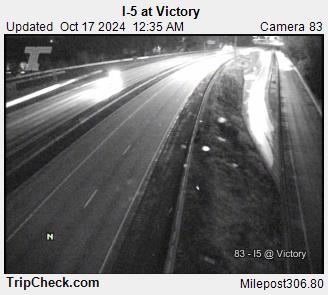 I-5 at Victory
Updated Oct 17 2024 12:35 AM Camera 83
T
N
83 - I5 @ Victory
TripCheck.com Milepost306.80